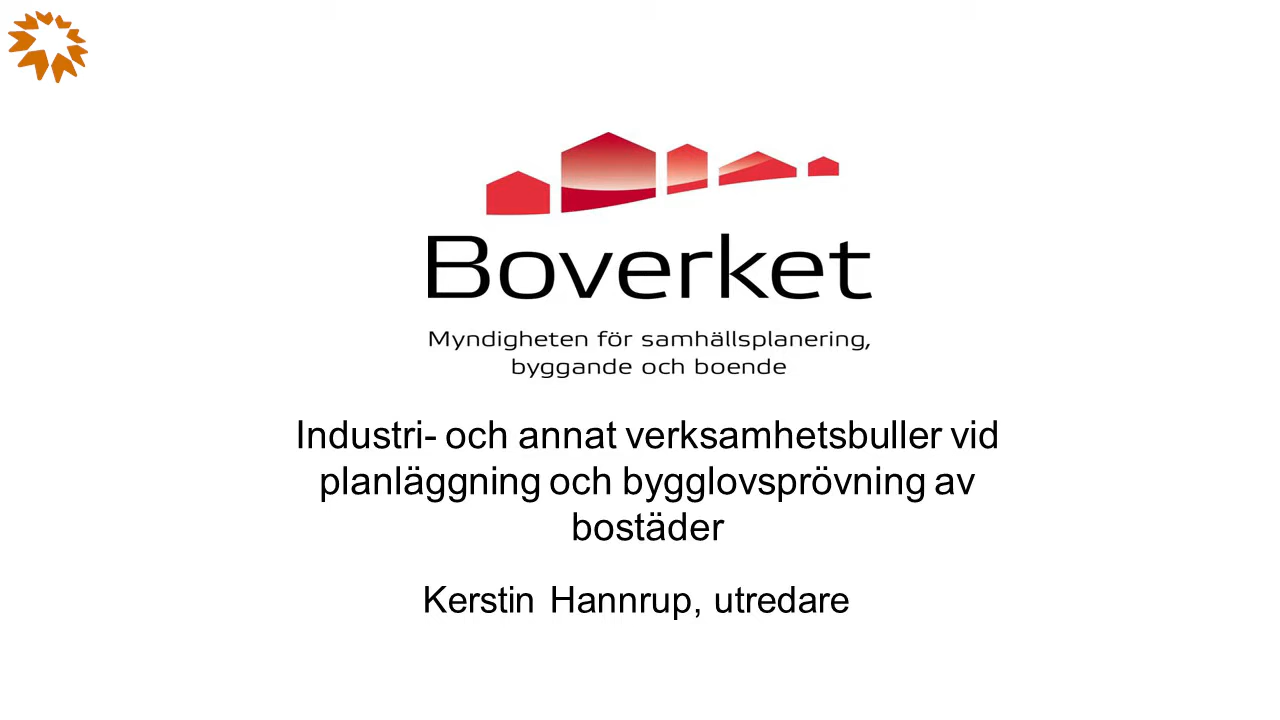 Boverket
Myndigheten för samhällsplanering,
byggande och boende
Industri- och annat verksamhetsbuller vid
planläggning och bygglovsprövning av
bostäder
Kerstin Hannrup, utredare